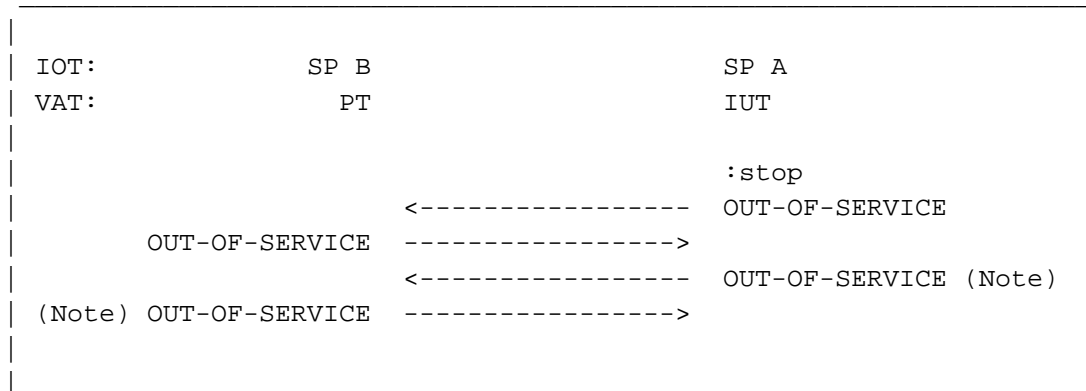 IOT: SP B SP A
VAT: PT IUT
:stop
<----------------- OUT-OF-SERVICE
OUT-OF-SERVICE ----------------->
<----------------- OUT-OF-SERVICE (Note)
(Note) OUT-OF-SERVICE ----------------->